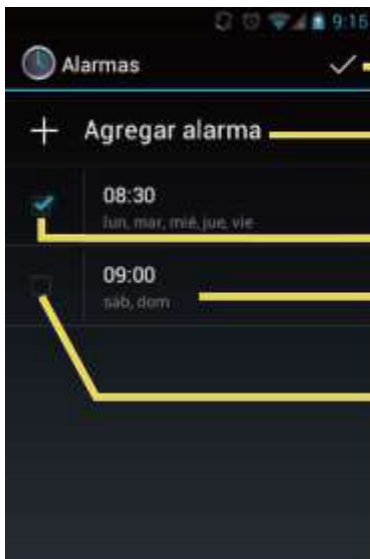 9:15
Alarmas
Agregar alarma
08:30
lun, mar, mié, jue, vie
09:00
sáb, dom